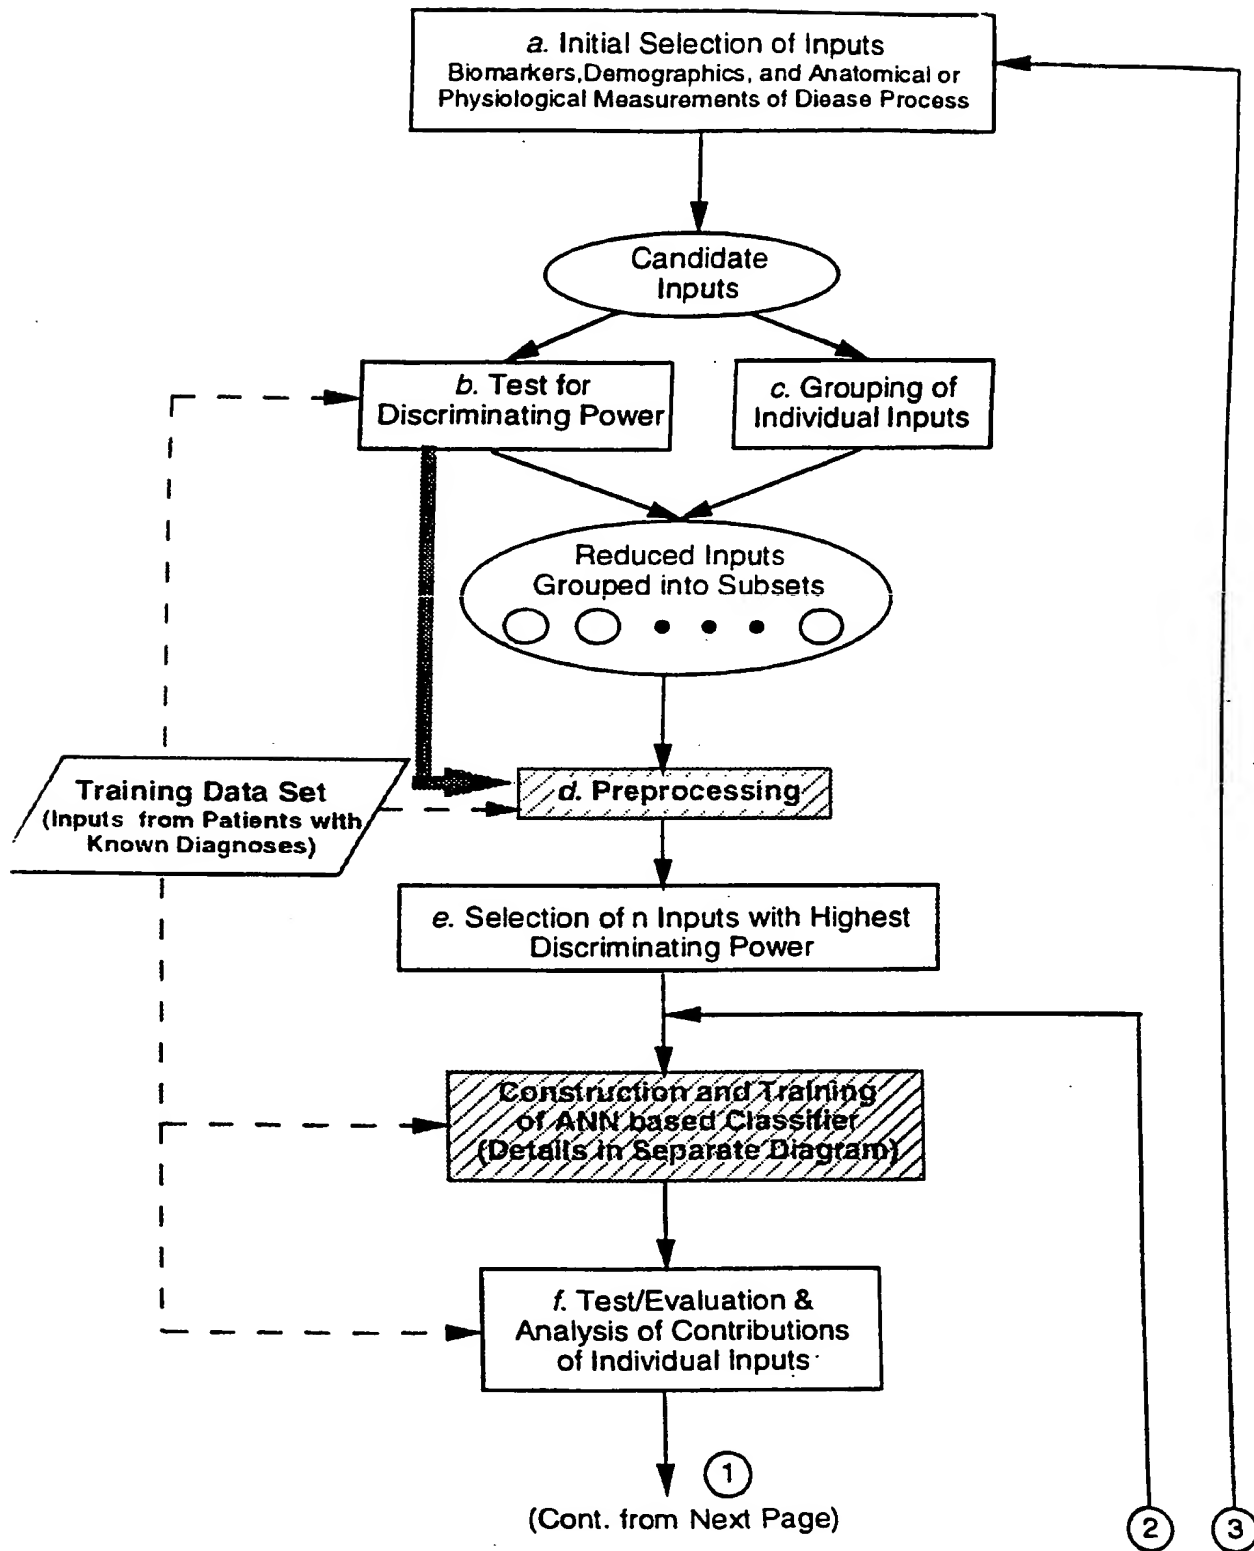 a. Initial Selection of Inputs
Biomarkers,Demographics, and Anatomical or
Physiological Measurements of Diease Process
Candidate
Inputs
b. Test for
Discriminating Power
c. Grouping of
Individual Inputs
Reduced Inputs
Grouped into Subsets
Training Data Set
(Inputs from Patients with
Known Diagnoses)
d. Preprocessing
e. Selection of n Inputs with Highest
Discriminating Power
Construction and Training
of ANN based Classifier
(Details in Separate Diagram)
f. Test/Evaluation &
Analysis of Contributions
of Individual Inputs
1
(Cont. from Next Page)
2
3